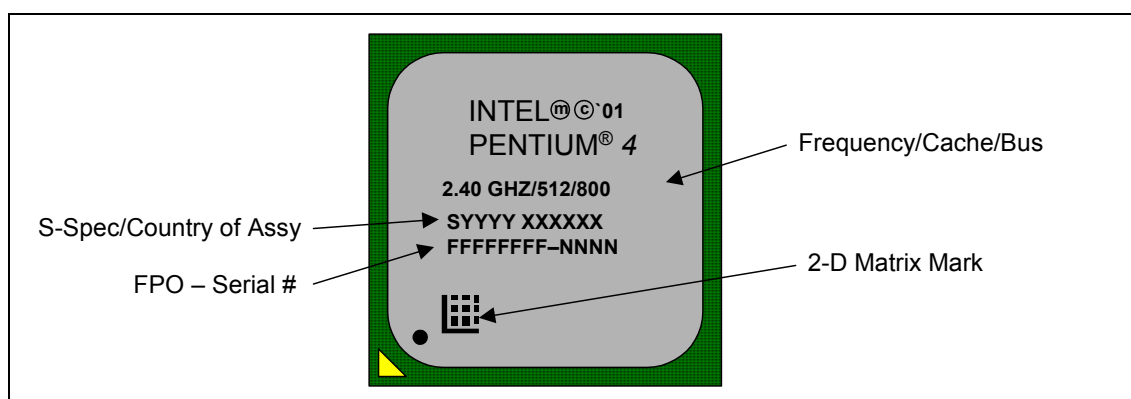 INTELⓜ©`01
PENTIUM® 4
Frequency/Cache/Bus
2.40 GHZ/512/800
S-Spec/Country of Assy
SYYYY XXXXXX
FFFFFFFF–NNNN
FPO – Serial #
2-D Matrix Mark